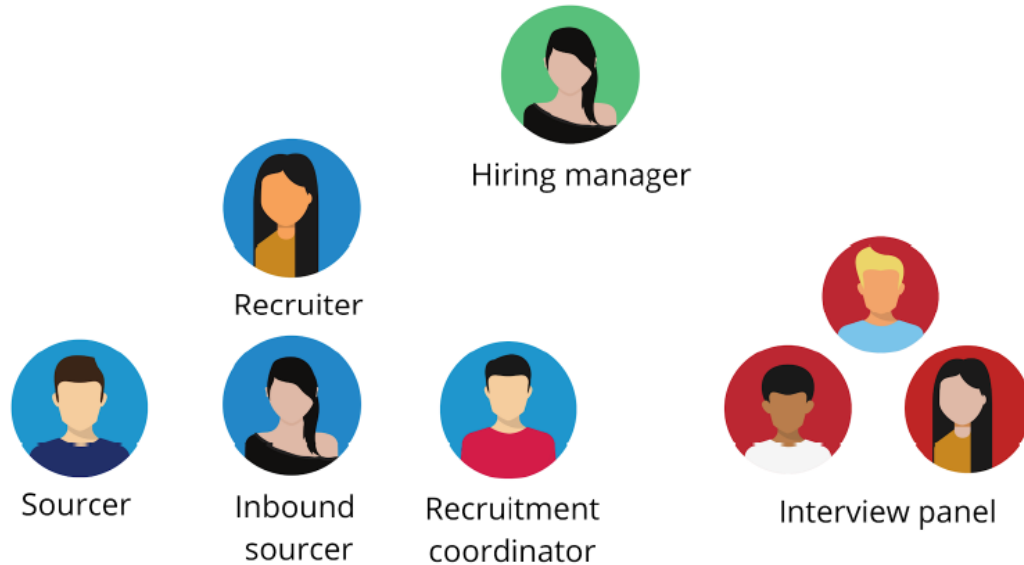 Hiring manager
Recruiter
Sourcer
Inbound
sourcer
Recruitment
coordinator
Interview panel